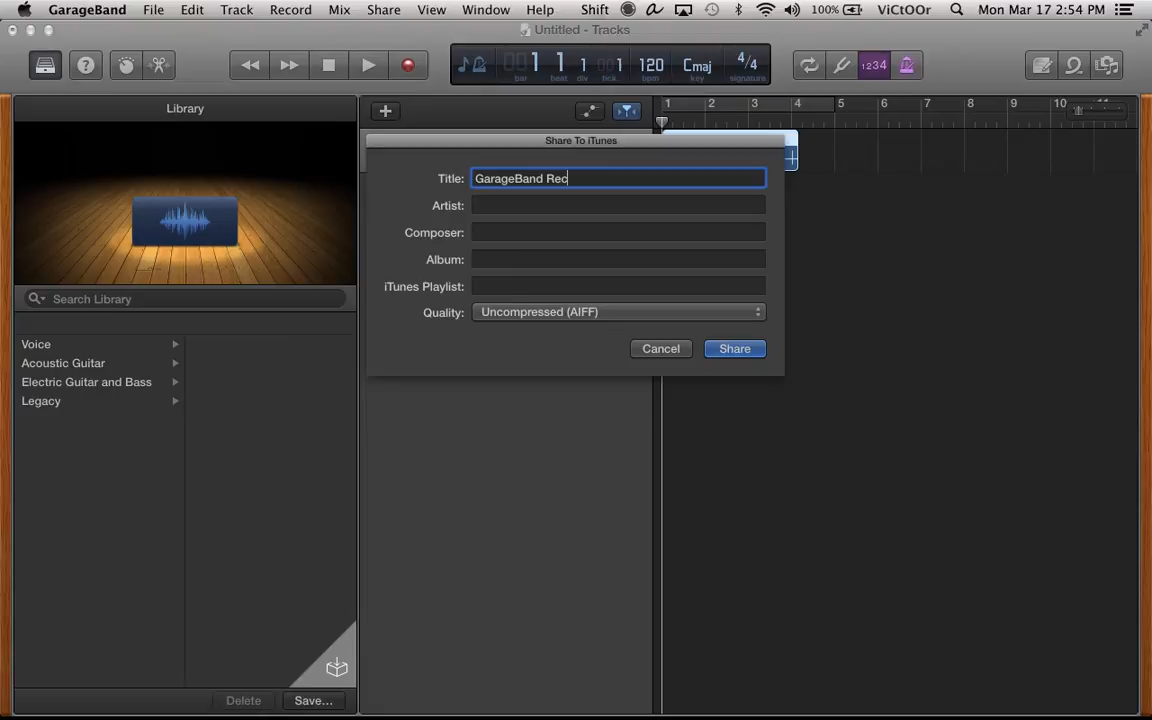 GarageBand File Edit Track Record Mix Share View Window Help Shift 100% ViCtOOr Mon Mar 17 2:54 PM
Untitled - Tracks
1 1 1 1 120 Cmaj 4/4 1234
bar beat div tick bpm key signature
Library
1 2 3 4 5 6 7 8 9 10 11
Share To iTunes
Title: GarageBand Rec
Artist:
Composer:
Album:
iTunes Playlist:
Quality: Uncompressed (AIFF)
Cancel Share
Search Library
Voice
Acoustic Guitar
Electric Guitar and Bass
Legacy
Delete Save...